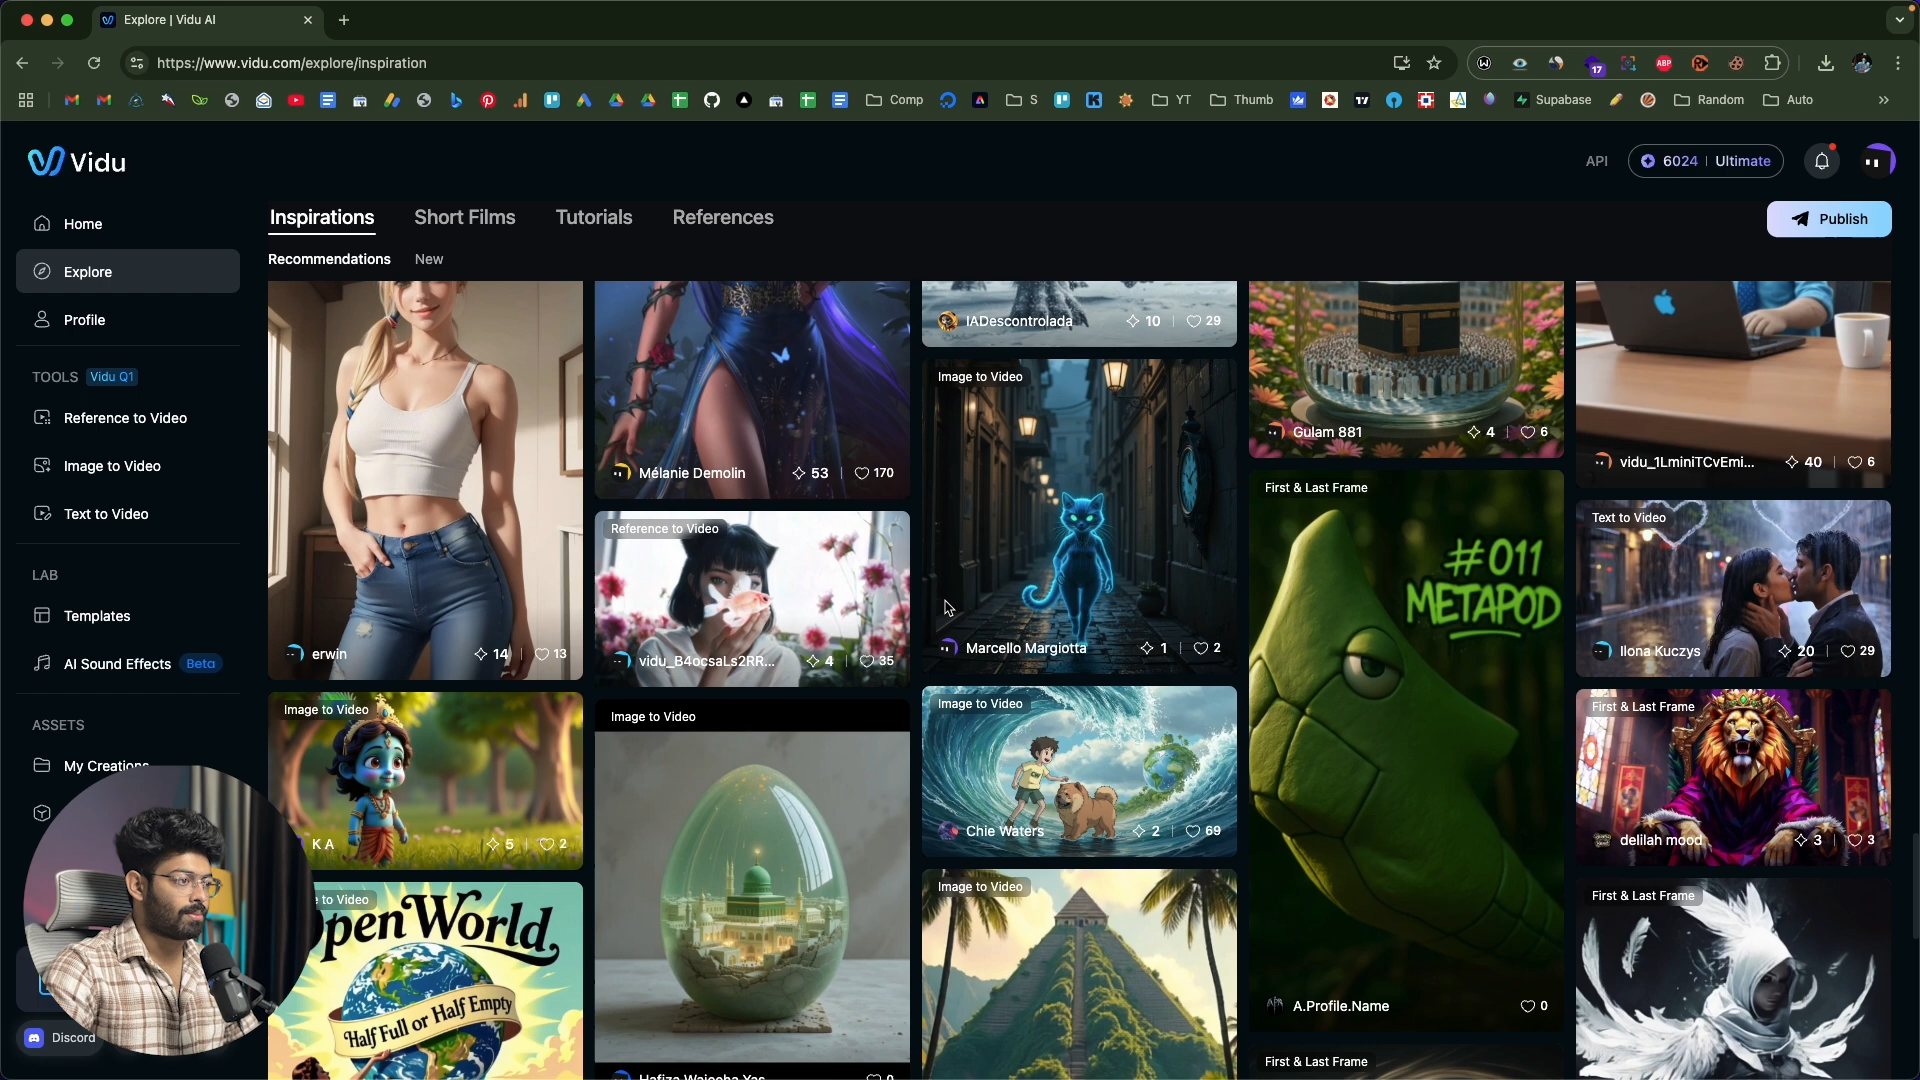 Explore | Vidu AI
https://www.vidu.com/explore/inspiration
17
ABP
Comp
S
YT
Thumb
Supabase
Random
Auto
Vidu
API
6024 | Ultimate
Home
Explore
Profile
TOOLS Vidu Q1
Reference to Video
Image to Video
Text to Video
LAB
Templates
AI Sound Effects Beta
ASSETS
My Creations
Discord
Inspirations
Short Films
Tutorials
References
Publish
Recommendations
New
erwin
14
13
Image to Video
K A
5
2
e to Video
Open World,
Half Full or Half Empty
Mélanie Demolin
53
170
Reference to Video
vidu_B4ocsaLs2RR...
4
35
Image to Video
Hafiza Wajeeha Yas
0
IADescontrolada
10
29
Image to Video
Marcello Margiotta
1
2
Image to Video
Chie Waters
2
69
Image to Video
Gulam 881
4
6
First & Last Frame
#011
METAPOD
A.Profile.Name
0
First & Last Frame
vidu_1LminiTCvEmi...
40
6
Text to Video
Ilona Kuczys
20
29
First & Last Frame
delilah mood
3
3
First & Last Frame